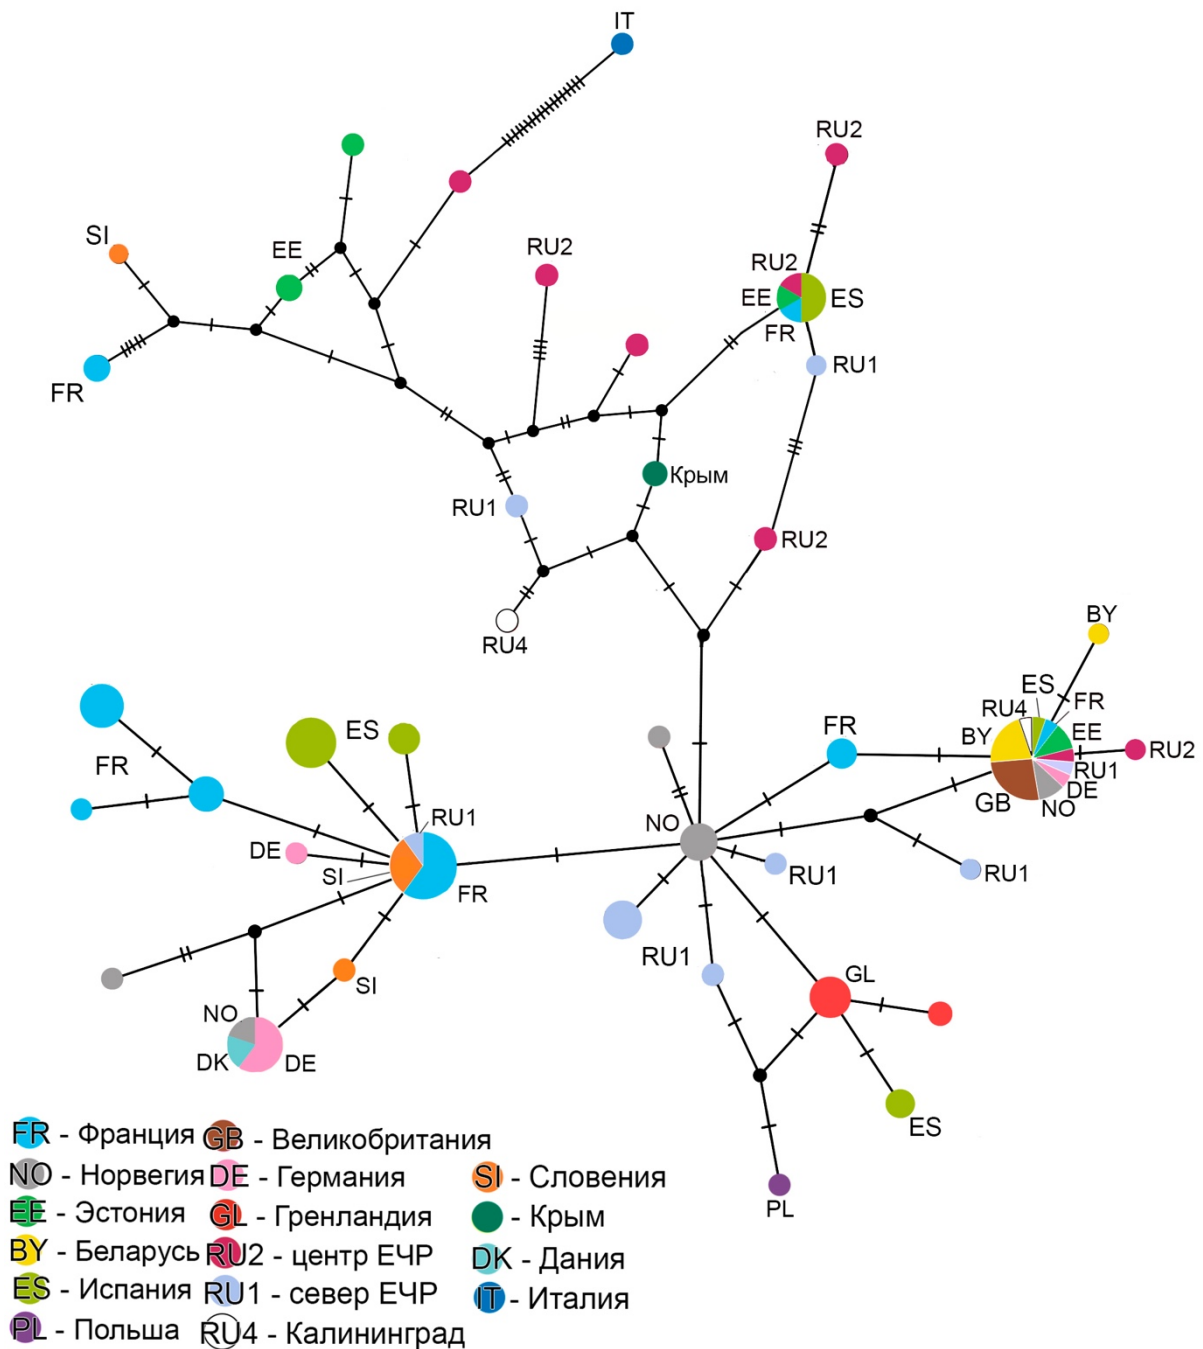 IT
RU2
SI
EE
RU2
RU2
EE
ES
FR
RU1
FR
Крым
RU1
RU2
RU4
BY
ES
FR
RU4
FR
ES
BY
EE
FR
RU2
RU1
DE
GB
NO
RU1
NO
DE
SI
FR
RU1
RU1
RU1
SI
GL
NO
DK
DE
ES
PL
FR - Франция
GB - Великобритания
NO - Норвегия
DE - Германия
SI - Словения
EE - Эстония
GL - Гренландия
- Крым
BY - Беларусь
RU2 - центр ЕЧР
DK - Дания
ES - Испания
RU1 - север ЕЧР
IT - Италия
PL - Польша
RU4 - Калининград